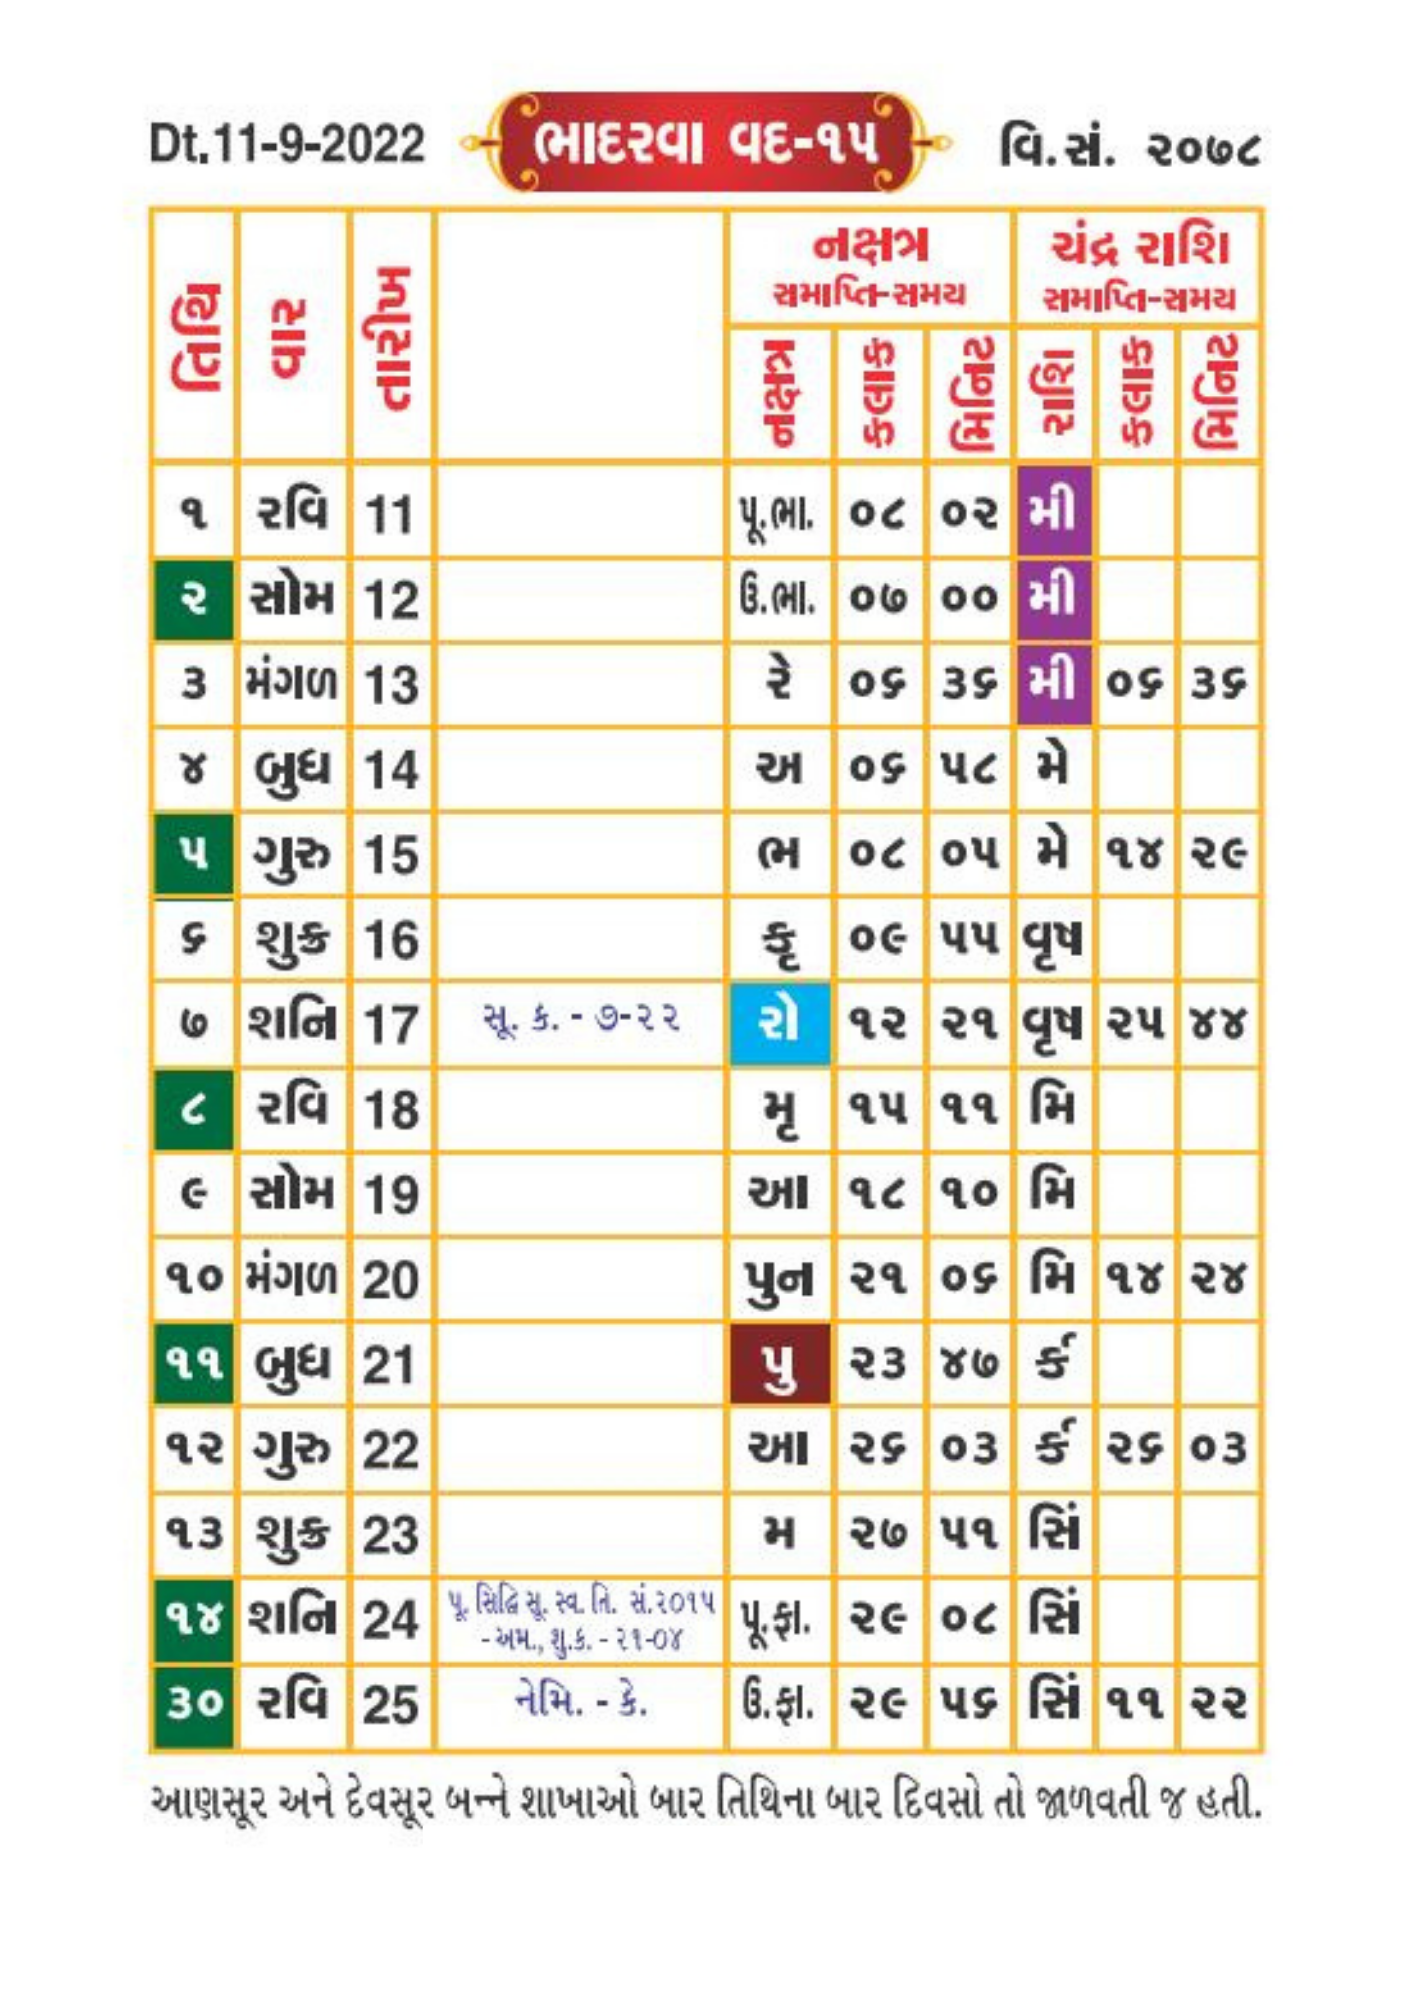 Dt.11-9-2022 ભાદરવા વદ-૧૫ વિ.સં. ૨૦૭૮
તિથિ વાર તારીખ નક્ષત્ર સમાપ્તિ-સમય ચંદ્ર રાશિ સમાપ્તિ-સમય
નક્ષત્ર કલાક મિનિટ રાશિ કલાક મિનિટ
૧ રવિ 11 પૂ.ભા. ૦૮ ૦૨ મી
૨ સોમ 12 ઉ.ભા. ૦૭ ૦૦ મી
૩ મંગળ 13 રે ૦૬ ૩૬ મી ૦૬ ૩૬
૪ બુધ 14 અ ૦૬ ૫૮ મે
૫ ગુરુ 15 ભ ૦૮ ૦૫ મે ૧૪ ૨૯
૬ શુક્ર 16 કૃ ૦૯ ૫૫ વૃષ
૭ શનિ 17 સૂ. ક. - ૭-૨૨ રો ૧૨ ૨૧ વૃષ ૨૫ ૪૪
૮ રવિ 18 મૃ ૧૫ ૧૧ મિ
૯ સોમ 19 આ ૧૮ ૧૦ મિ
૧૦ મંગળ 20 પુન ૨૧ ૦૬ મિ ૧૪ ૨૪
૧૧ બુધ 21 પુ ૨૩ ૪૭ ર્ક
૧૨ ગુરુ 22 આ ૨૬ ૦૩ ર્ક ૨૬ ૦૩
૧૩ શુક્ર 23 મ ૨૭ ૫૧ સિં
૧૪ શનિ 24 પૂ. સિદ્ધિ સૂ. સ્વ. તિ. સં.૨૦૧૫ - અમ., શુ.ક. - ૨૧-૦૪ પૂ.ફા. ૨૯ ૦૮ સિં
૩૦ રવિ 25 નેમિ. - કે. ઉ.ફા. ૨૯ ૫૬ સિં ૧૧ ૨૨
આણસૂર અને દેવસૂર બન્ને શાખાઓ બાર તિથિના બાર દિવસો તો જાળવતી જ હતી.